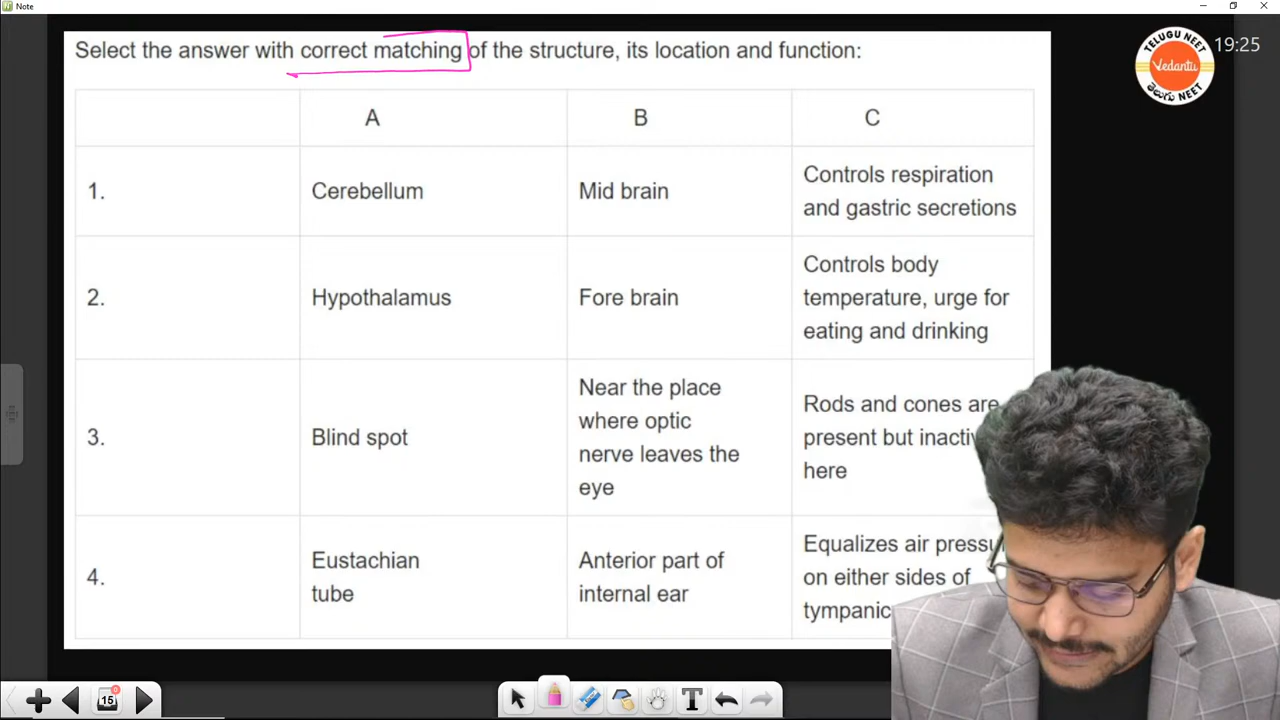 Note
Select the answer with correct matching of the structure, its location and function:
TELUGU NEET
Vedantu
తెలుగు NEET
19:25
A B C
1. Cerebellum Mid brain Controls respiration
and gastric secretions
2. Hypothalamus Fore brain Controls body
temperature, urge for
eating and drinking
3. Blind spot Near the place
where optic
nerve leaves the
eye
Rods and cones are
present but
here
4. Eustachian
tube
Anterior part of
internal ear
Equalizes air
on either sides of
tympanic
15
0
T